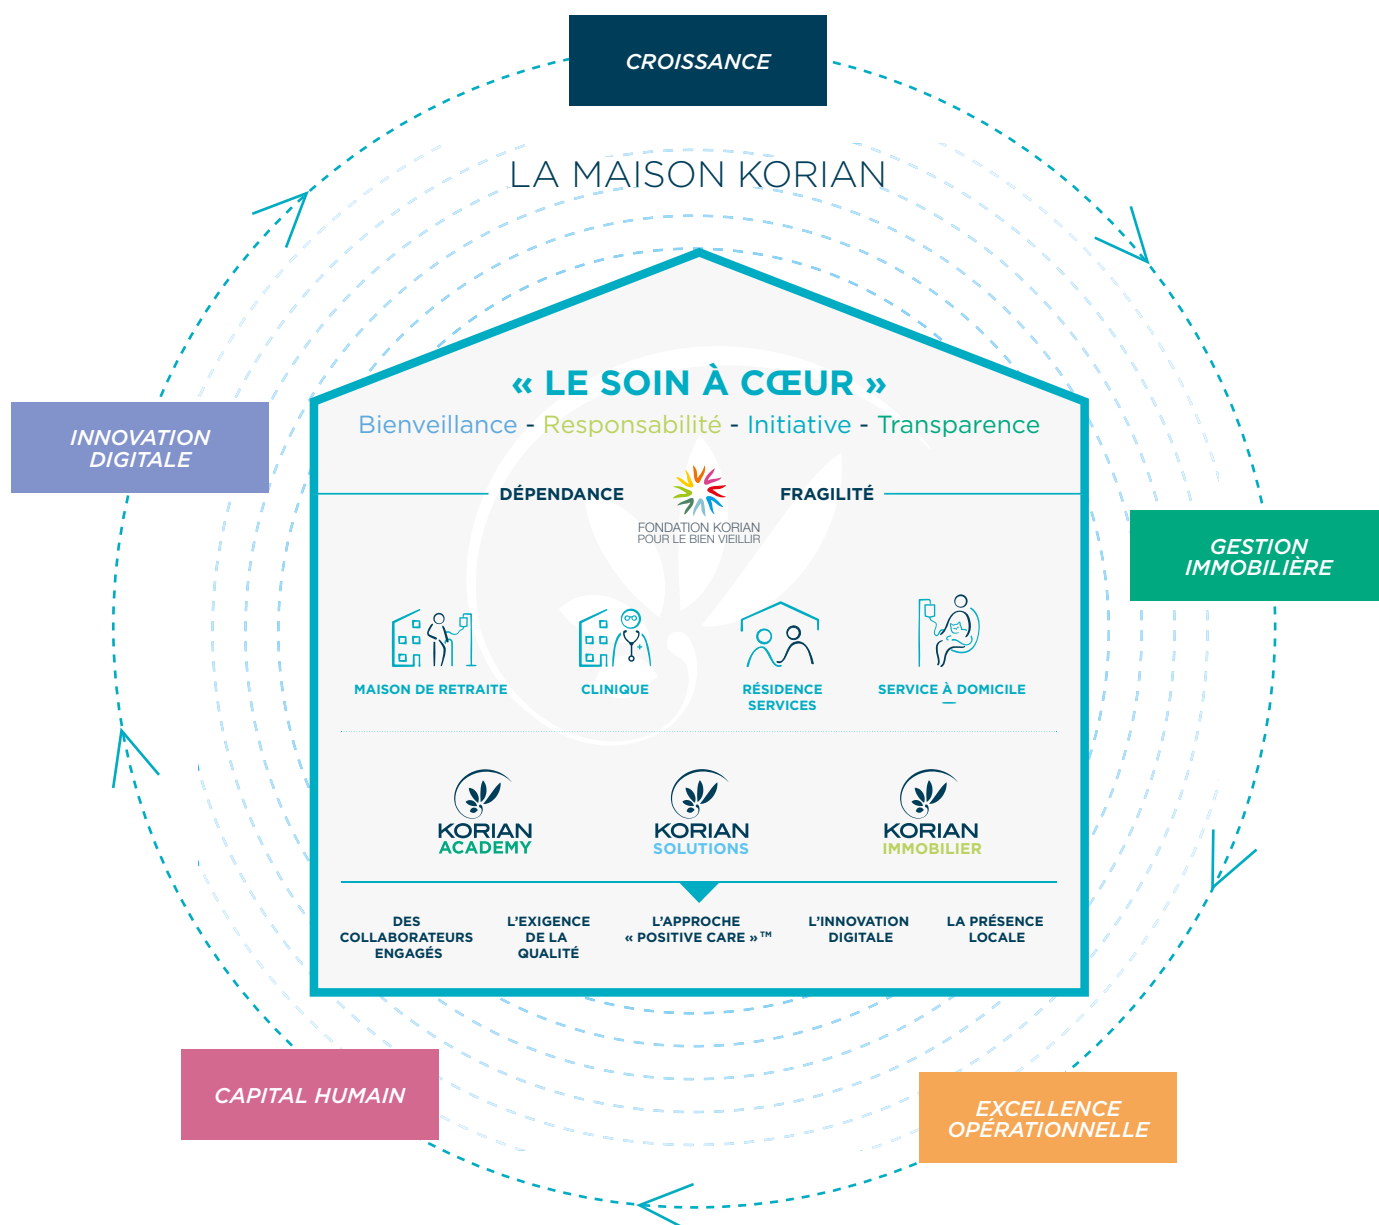 CROISSANCE
LA MAISON KORIAN
« LE SOIN À CŒUR »
Bienveillance - Responsabilité - Initiative - Transparence
INNOVATION
DIGITALE
DÉPENDANCE
FRAGILITÉ
FONDATION KORIAN
POUR LE BIEN VIEILLIR
GESTION
IMMOBILIÈRE
MAISON DE RETRAITE
CLINIQUE
RÉSIDENCE
SERVICES
SERVICE À DOMICILE
KORIAN
ACADEMY
KORIAN
SOLUTIONS
KORIAN
IMMOBILIER
DES
COLLABORATEURS
ENGAGÉS
L’EXIGENCE
DE LA
QUALITÉ
L’APPROCHE
« POSITIVE CARE »™
L’INNOVATION
DIGITALE
LA PRÉSENCE
LOCALE
CAPITAL HUMAIN
EXCELLENCE
OPÉRATIONNELLE